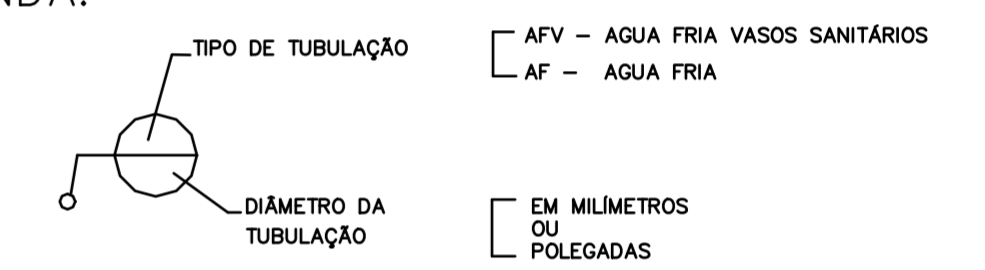 TIPO DE TUBULAÇÃO
AFV – AGUA FRIA VASOS SANITÁRIOS
AF – AGUA FRIA
DIÂMETRO DA
TUBULAÇÃO
EM MILÍMETROS
OU
POLEGADAS